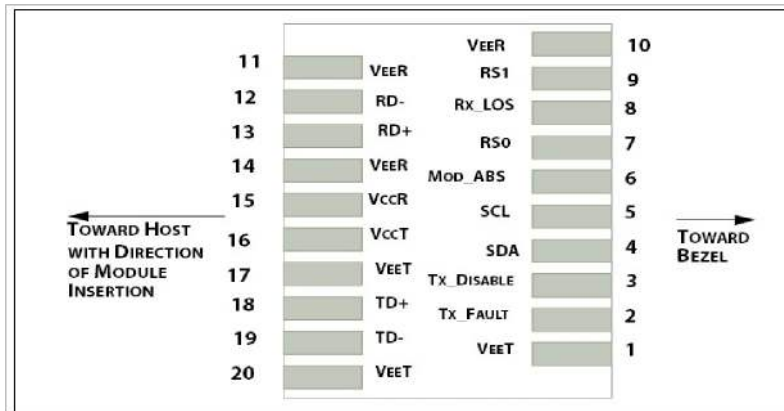 11 VEER
12 RD-
13 RD+
14 VEER
15 VCCR
16 VCCT
17 VEET
18 TD+
19 TD-
20 VEET
VEER 10
RS1 9
RX_LOS 8
RS0 7
MOD_ABS 6
SCL 5
SDA 4
TX_DISABLE 3
TX_FAULT 2
VEET 1
TOWARD HOST
WITH DIRECTION
OF MODULE
INSERTION
TOWARD
BEZEL